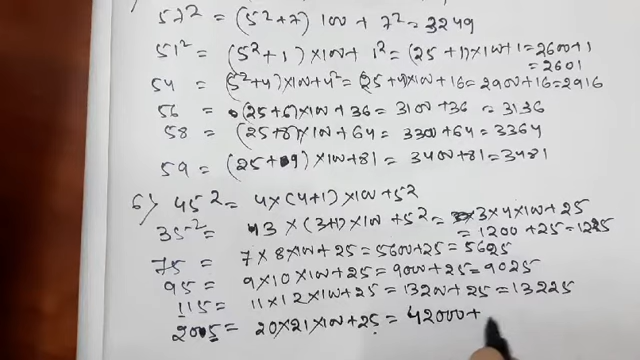 57² = (5²+7) 100 + 7² = 3249
51² = (5²+1) ×100+ 1² = (25+1)×100+1 = 2600+1
= 2601
54 = (5²+4)×100+4² = (25+4)×100+16 = 2900+16 = 2916
56 = (25+6)×100+36 = 3100+36 = 3136
58 = (25+8)×100+64 = 3300+64 = 3364
59 = (25+9)×100+81 = 3400+81 = 3481
6) 45² = 4×(4+1)×100+5²
35² = 3×(3+1)×100+5² = 3×4×100+25
= 1200+25=1225
75 = 7×8×100+25 = 5600+25 = 5625
95 = 9×10×100+25 = 9000+25 = 9025
115 = 11×12×100+25 = 13200+25 = 13225
2005 = 20×21×100+25 = 42000+